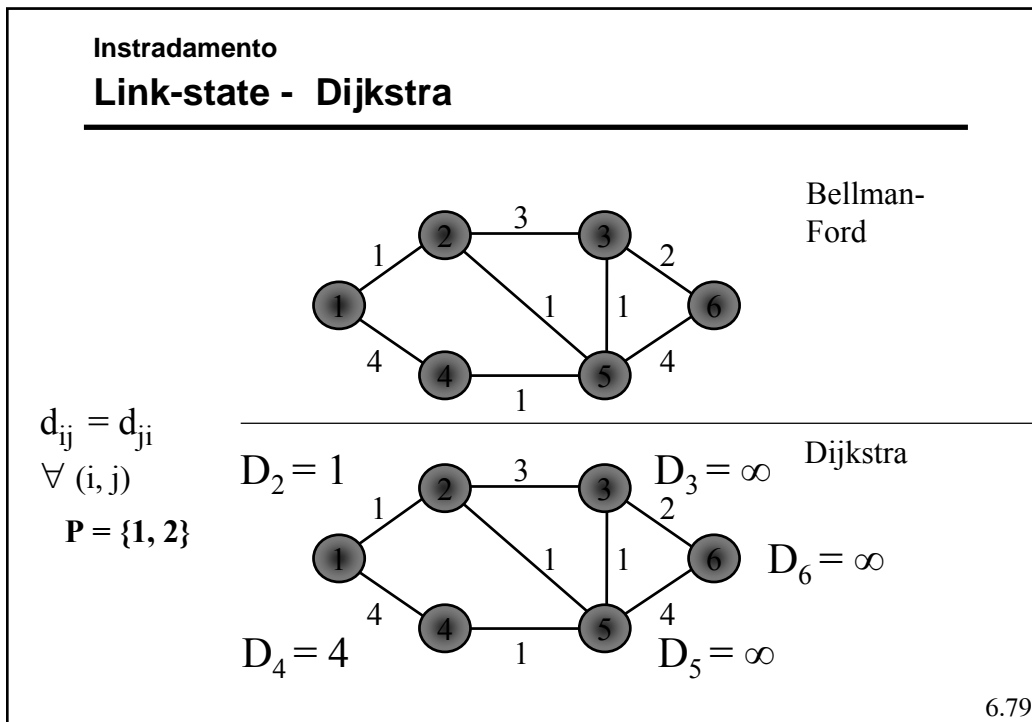 Instradamento
Link-state - Dijkstra
Bellman-
Ford
2 3 3
1 2
1 1 1 6
4 4
4 5
1
d_ij = d_ji
∀ (i, j)
P = {1, 2}
Dijkstra
D_2 = 1 2 3 3 D_3 = ∞
1 2
1 1 1 6 D_6 = ∞
4 4
D_4 = 4 4 1 5 D_5 = ∞
6.79